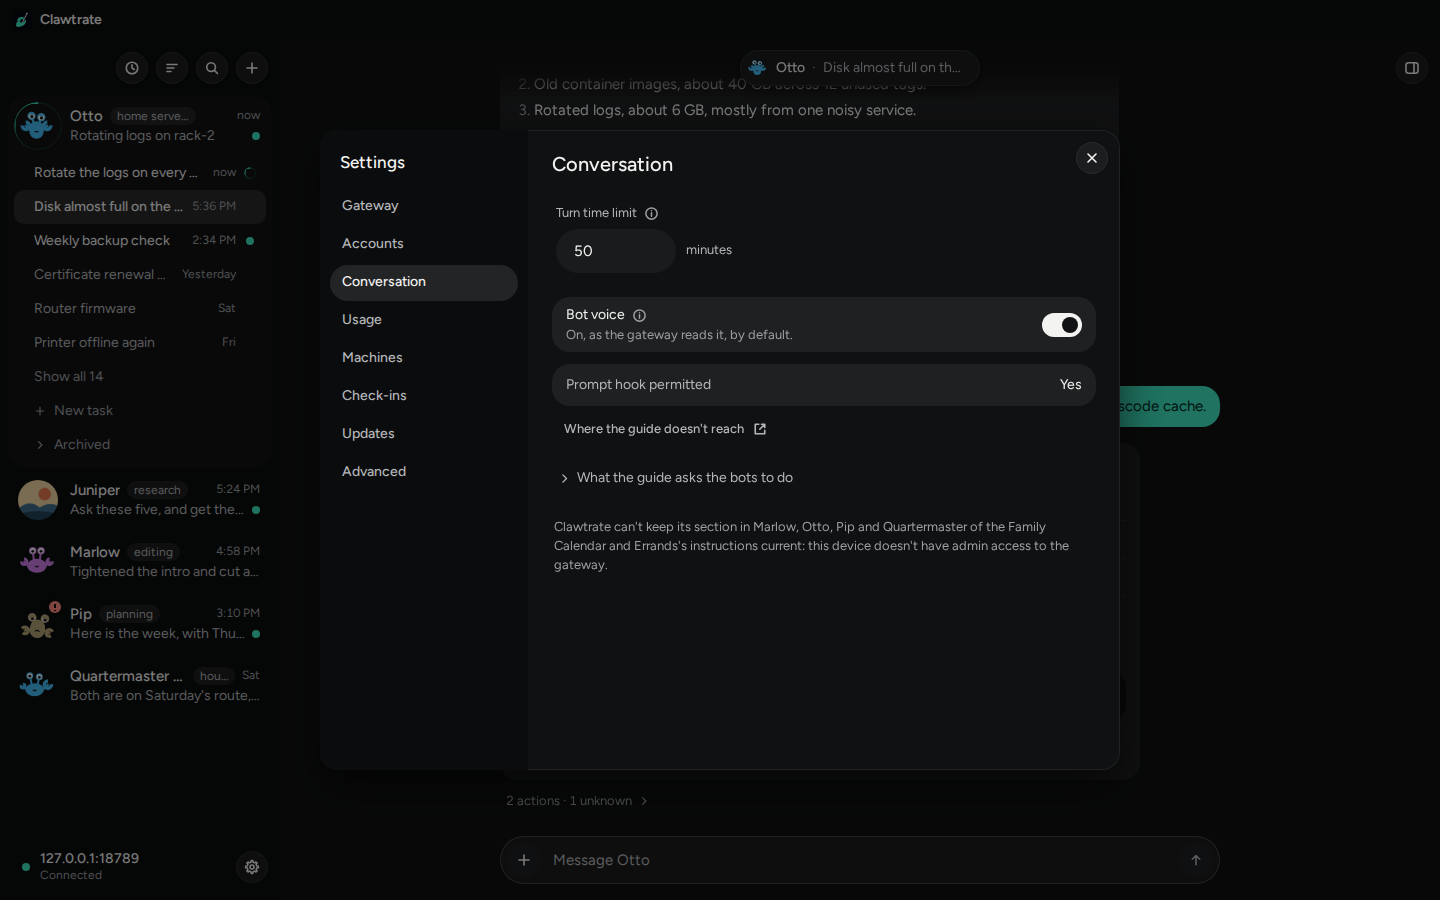 Clawtrate
Otto · Disk almost full on th...
2. Old container images, about 40 GB across 12 unused tags.
3. Rotated logs, about 6 GB, mostly from one noisy service.
Otto home serve... now
Rotating logs on rack-2
Rotate the logs on every ... now
Disk almost full on the ... 5:36 PM
Weekly backup check 2:34 PM
Certificate renewal ... Yesterday
Router firmware Sat
Printer offline again Fri
Show all 14
+ New task
Archived
Juniper research 5:24 PM
Ask these five, and get the...
Marlow editing 4:58 PM
Tightened the intro and cut a...
Pip planning 3:10 PM
Here is the week, with Thu...
Quartermaster ... hou... Sat
Both are on Saturday's route,...
127.0.0.1:18789
Connected
Settings
Gateway
Accounts
Conversation
Usage
Machines
Check-ins
Updates
Advanced
Conversation
Turn time limit
50 minutes
Bot voice
On, as the gateway reads it, by default.
Prompt hook permitted Yes
Where the guide doesn't reach
What the guide asks the bots to do
Clawtrate can't keep its section in Marlow, Otto, Pip and Quartermaster of the Family
Calendar and Errands's instructions current: this device doesn't have admin access to the
gateway.
scode cache.
2 actions · 1 unknown
Message Otto